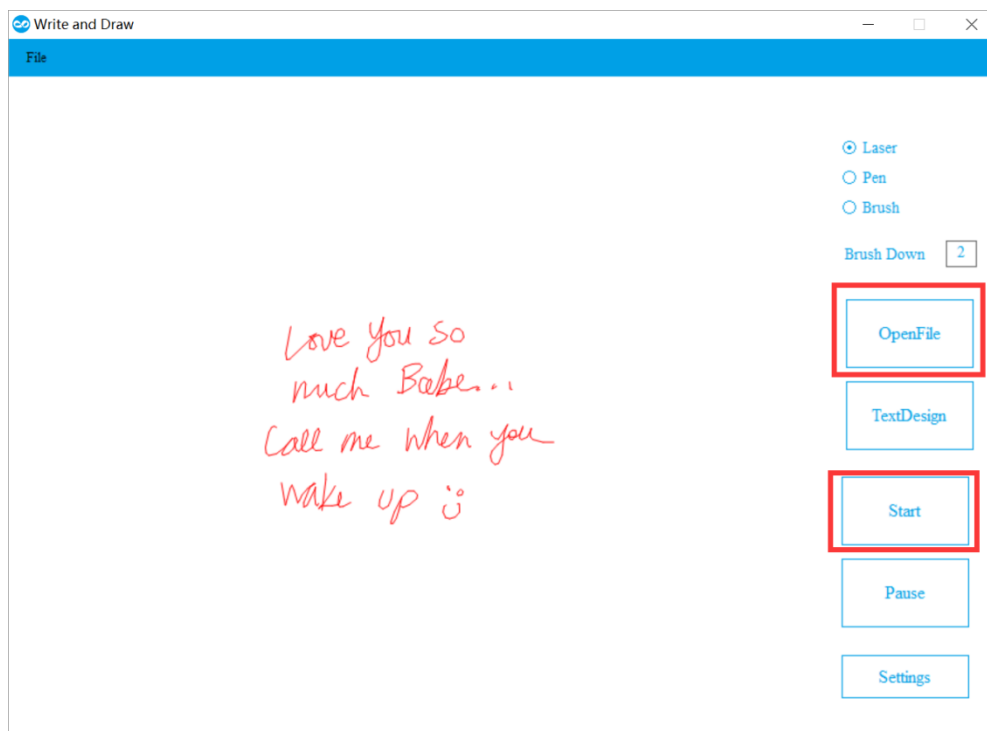 Write and Draw
File
Laser
Pen
Brush
Brush Down 2
OpenFile
TextDesign
Start
Pause
Settings
Love You So
much Babe...
Call me when you
wake up :)